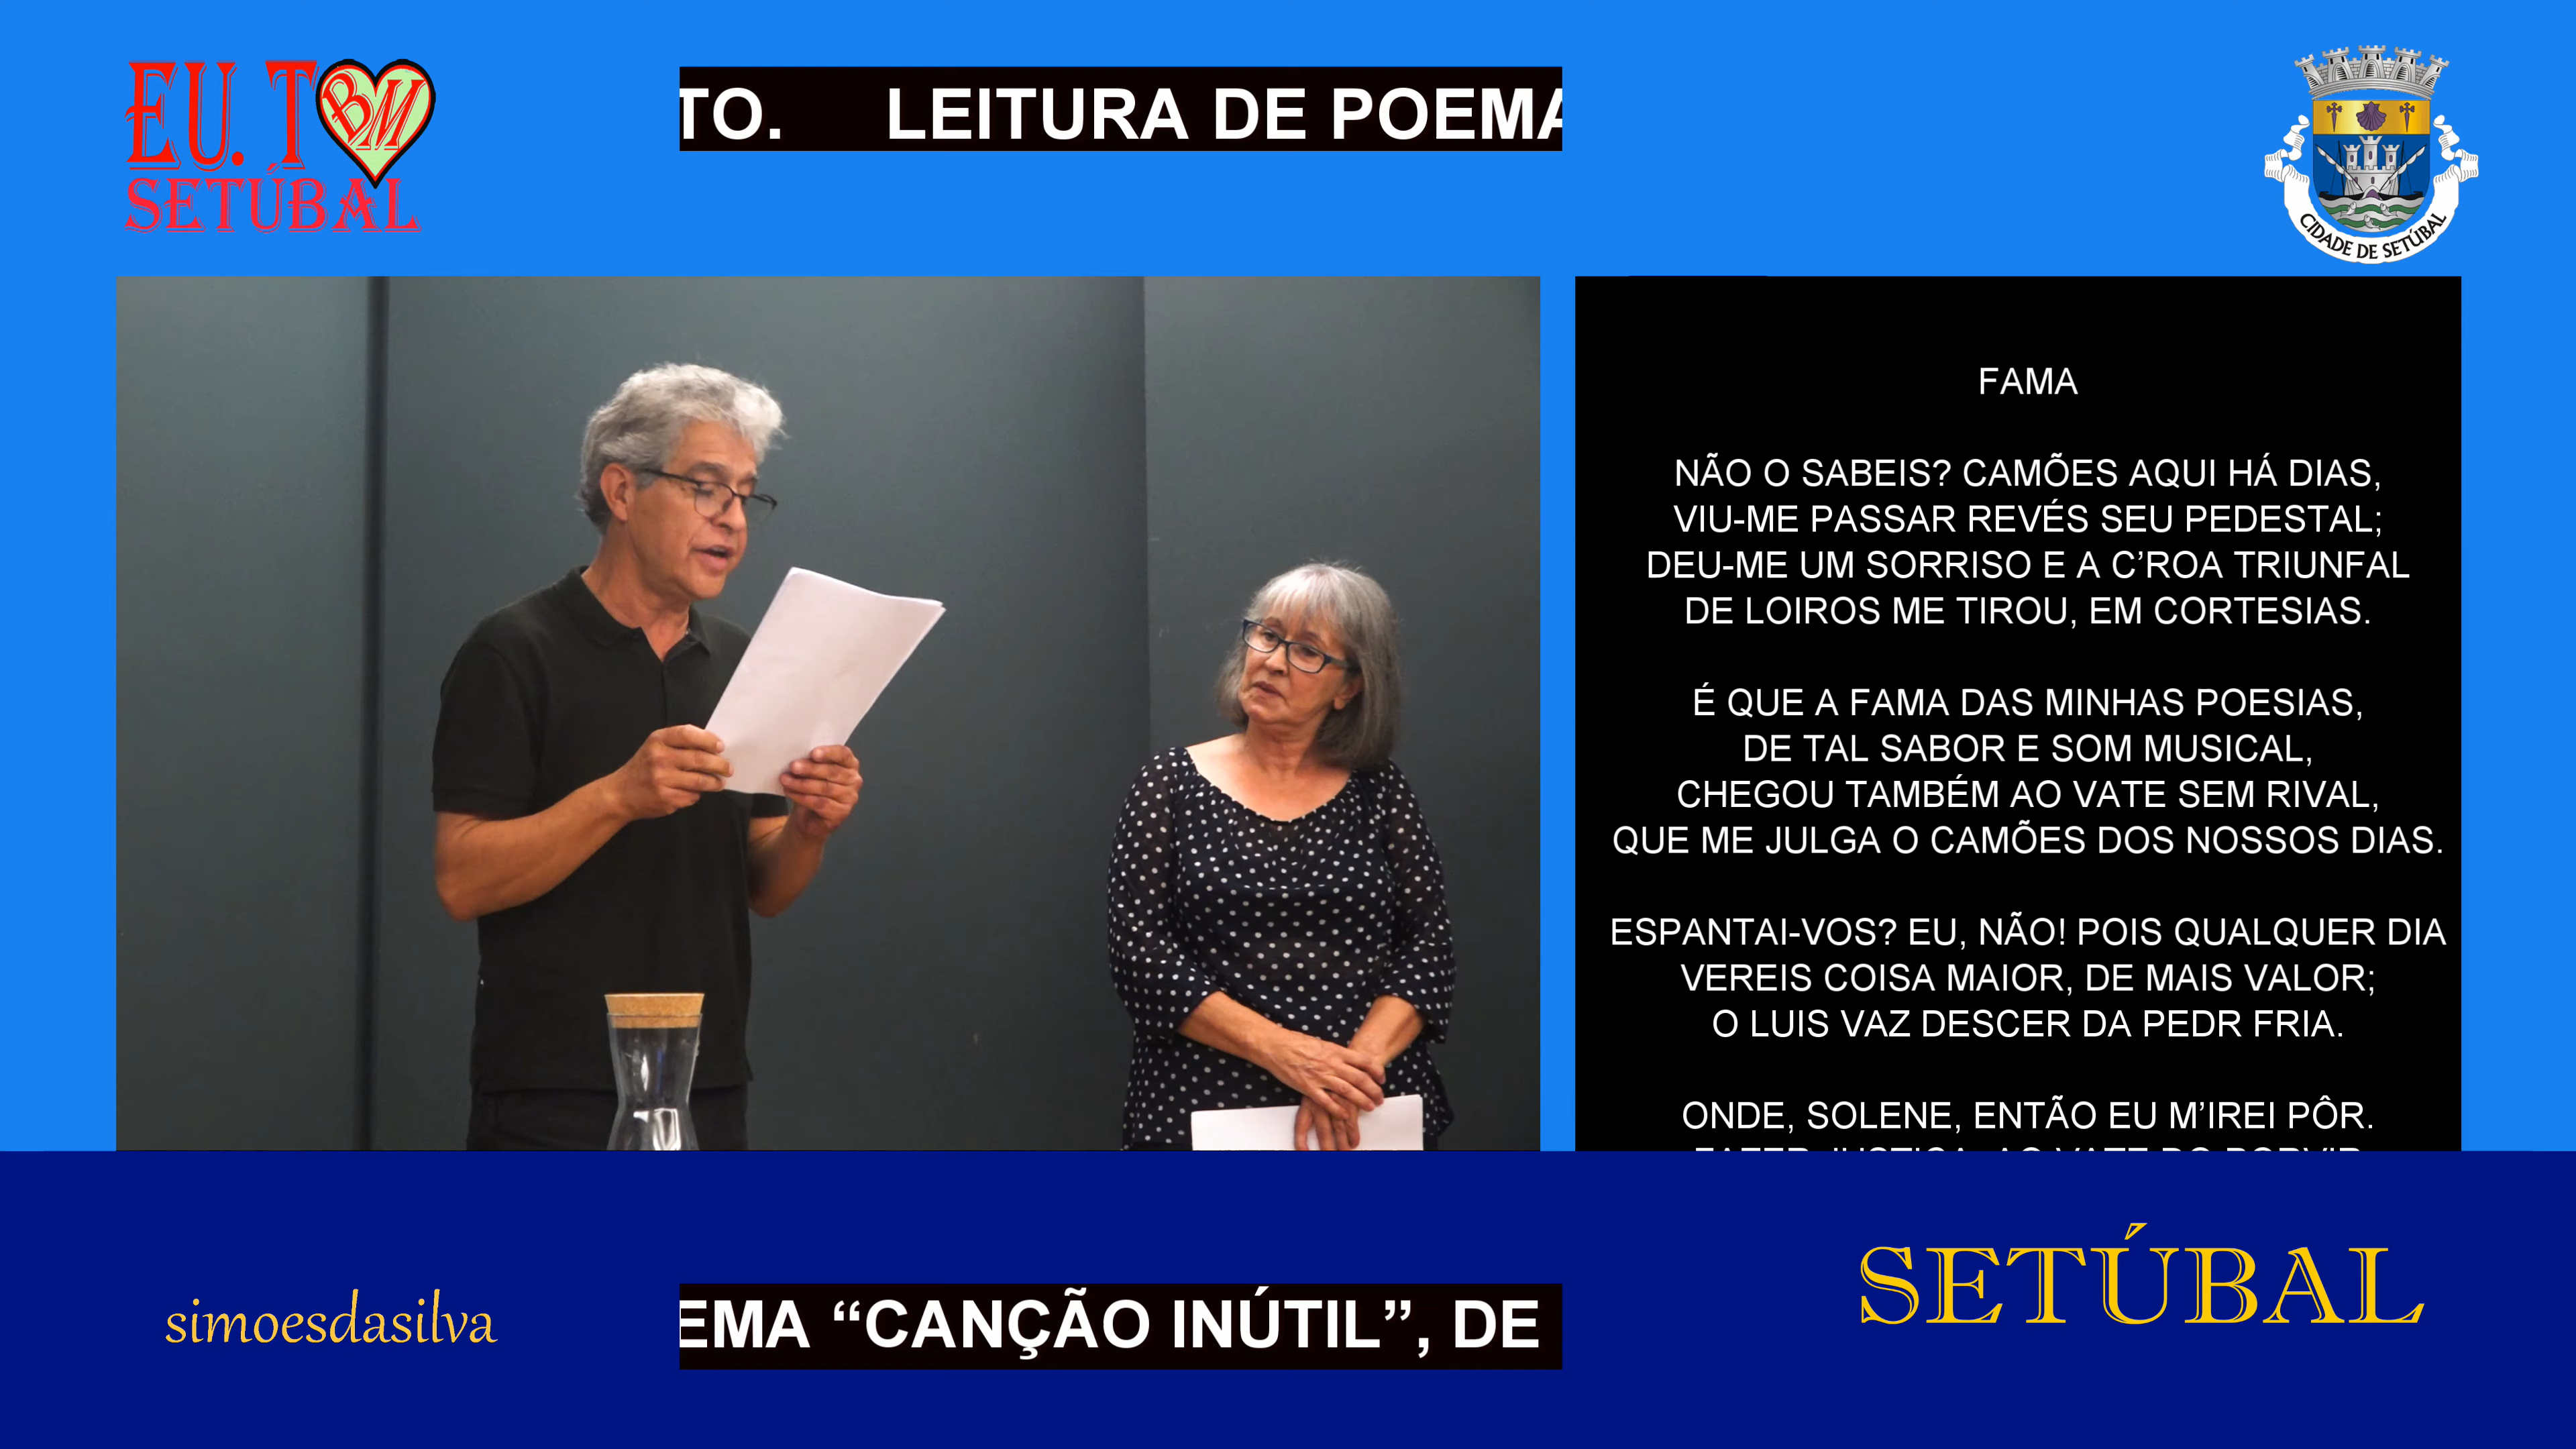 EU. T BM
SETÚBAL
TO. LEITURA DE POEMA
CIDADE DE SETÚBAL
FAMA
NÃO O SABEIS? CAMÕES AQUI HÁ DIAS,
VIU-ME PASSAR REVÉS SEU PEDESTAL;
DEU-ME UM SORRISO E A C’ROA TRIUNFAL
DE LOIROS ME TIROU, EM CORTESIAS.
É QUE A FAMA DAS MINHAS POESIAS,
DE TAL SABOR E SOM MUSICAL,
CHEGOU TAMBÉM AO VATE SEM RIVAL,
QUE ME JULGA O CAMÕES DOS NOSSOS DIAS.
ESPANTAI-VOS? EU, NÃO! POIS QUALQUER DIA
VEREIS COISA MAIOR, DE MAIS VALOR;
O LUIS VAZ DESCER DA PEDR FRIA.
ONDE, SOLENE, ENTÃO EU M’IREI PÔR.
simoesdasilva
EMA “CANÇÃO INÚTIL”, DE
SETÚBAL